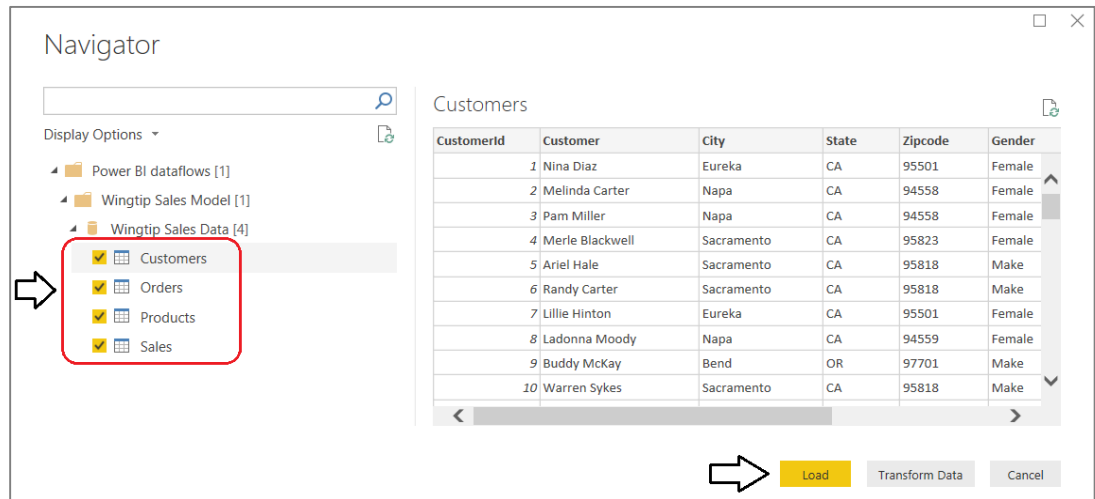 Navigator
Display Options
Power BI dataflows [1]
Wingtip Sales Model [1]
Wingtip Sales Data [4]
Customers
Orders
Products
Sales
Customers
CustomerId Customer City State Zipcode Gender
1 Nina Diaz Eureka CA 95501 Female
2 Melinda Carter Napa CA 94558 Female
3 Pam Miller Napa CA 94558 Female
4 Merle Blackwell Sacramento CA 95823 Female
5 Ariel Hale Sacramento CA 95818 Make
6 Randy Carter Sacramento CA 95818 Make
7 Lillie Hinton Eureka CA 95501 Female
8 Ladonna Moody Napa CA 94559 Female
9 Buddy McKay Bend OR 97701 Make
10 Warren Sykes Sacramento CA 95818 Make
Load Transform Data Cancel